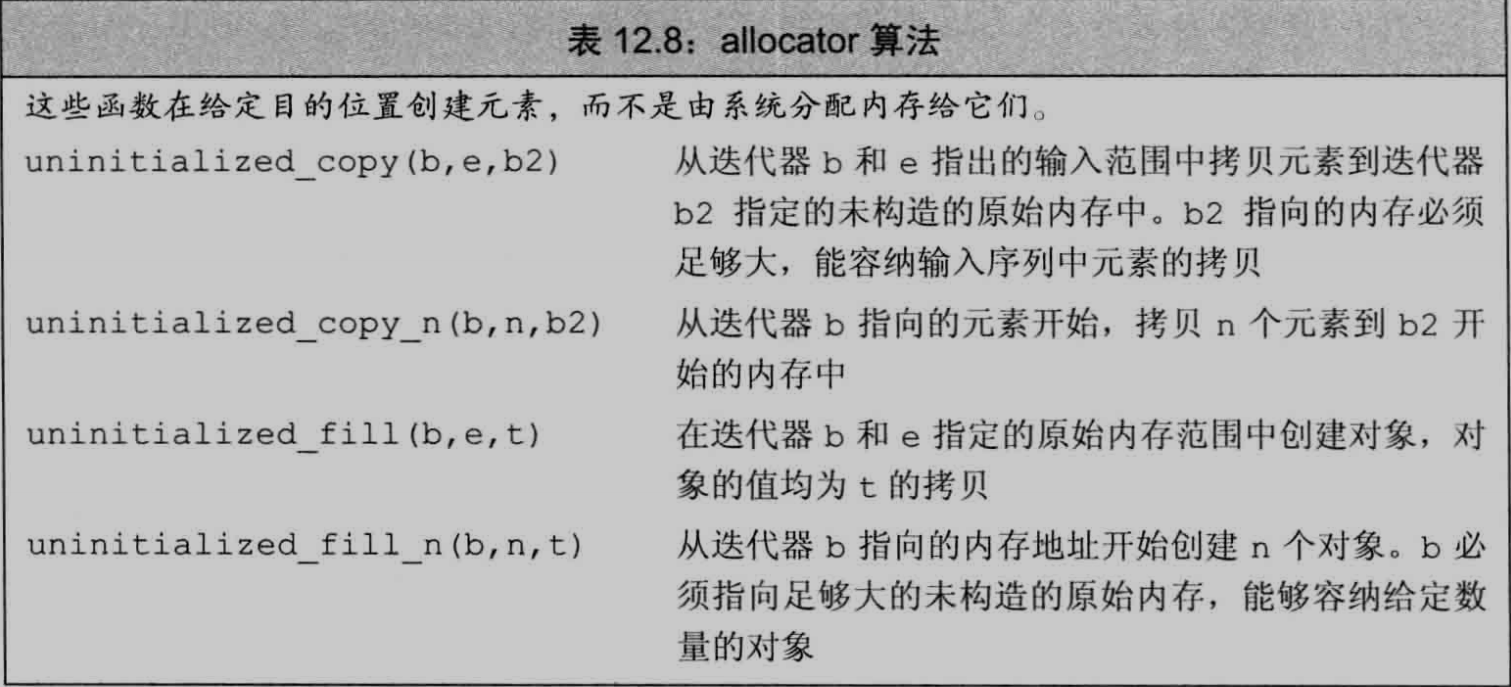 表 12.8：allocator 算法
这些函数在给定目的位置创建元素，而不是由系统分配内存给它们。
uninitialized_copy(b,e,b2) 从迭代器 b 和 e 指出的输入范围中拷贝元素到迭代器
b2 指定的未构造的原始内存中。b2 指向的内存必须
足够大，能容纳输入序列中元素的拷贝
uninitialized_copy_n(b,n,b2) 从迭代器 b 指向的元素开始，拷贝 n 个元素到 b2 开
始的内存中
uninitialized_fill(b,e,t) 在迭代器 b 和 e 指定的原始内存范围中创建对象，对
象的值均为 t 的拷贝
uninitialized_fill_n(b,n,t) 从迭代器 b 指向的内存地址开始创建 n 个对象。b 必
须指向足够大的未构造的原始内存，能够容纳给定数
量的对象